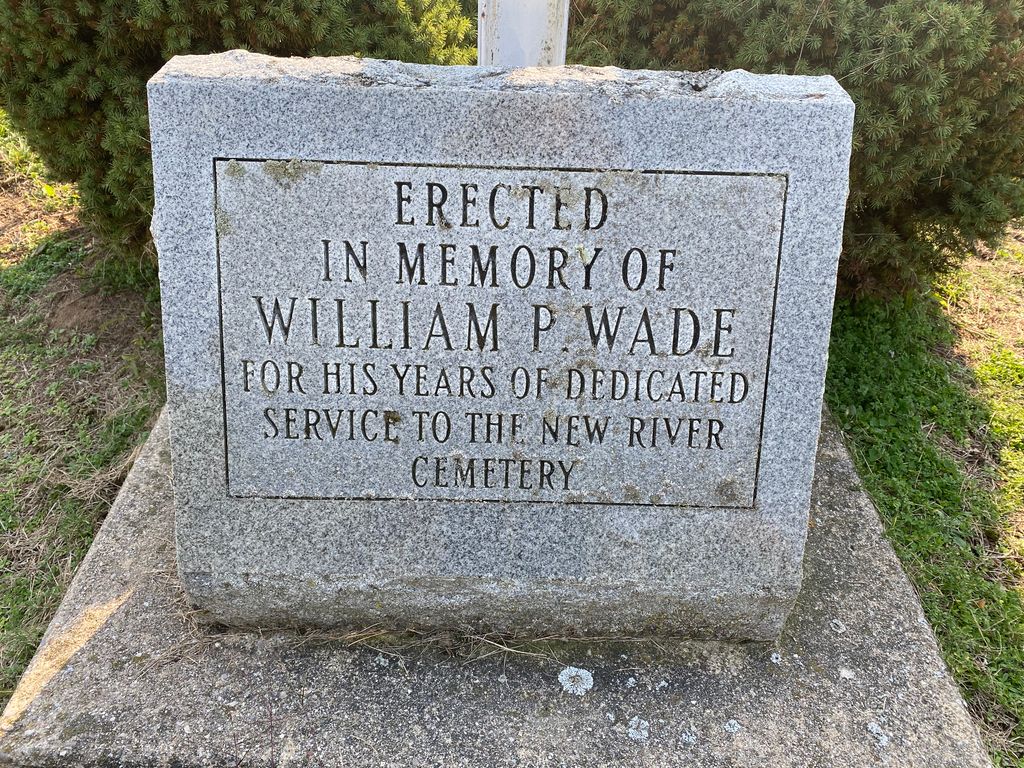 ERECTED
IN MEMORY OF
WILLIAM P. WADE
FOR HIS YEARS OF DEDICATED
SERVICE TO THE NEW RIVER
CEMETERY